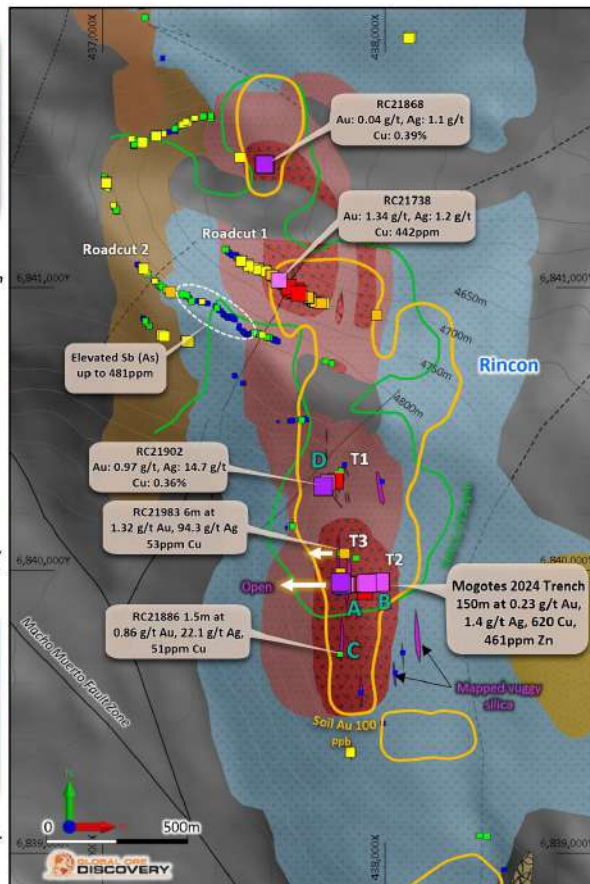 437,000X
438,000X
RC21868
Au: 0.04 g/t, Ag: 1.1 g/t
Cu: 0.39%
RC21738
Au: 1.34 g/t, Ag: 1.2 g/t
Cu: 442ppm
Roadcut 1
Roadcut 2
6,841,000Y
6,841,000Y
4650m
4700m
4750m
4800m
Elevated Sb (As)
up to 481ppm
Rincon
RC21902
Au: 0.97 g/t, Ag: 14.7 g/t
Cu: 0.36%
D
T1
RC21983 6m at
1.32 g/t Au, 94.3 g/t Ag
53ppm Cu
T3
T2
6,840,000Y
6,840,000Y
Open
A
B
Mogotes 2024 Trench
150m at 0.23 g/t Au,
1.4 g/t Ag, 620 Cu,
461ppm Zn
RC21886 1.5m at
0.86 g/t Au, 22.1 g/t Ag,
51ppm Cu
C
Macho Muerto Fault Zone
Mapped vuggy
silica
Soil Au 100
ppb
N
0 500m
GLOBAL ORE
DISCOVERY
438,000X
6,839,000Y